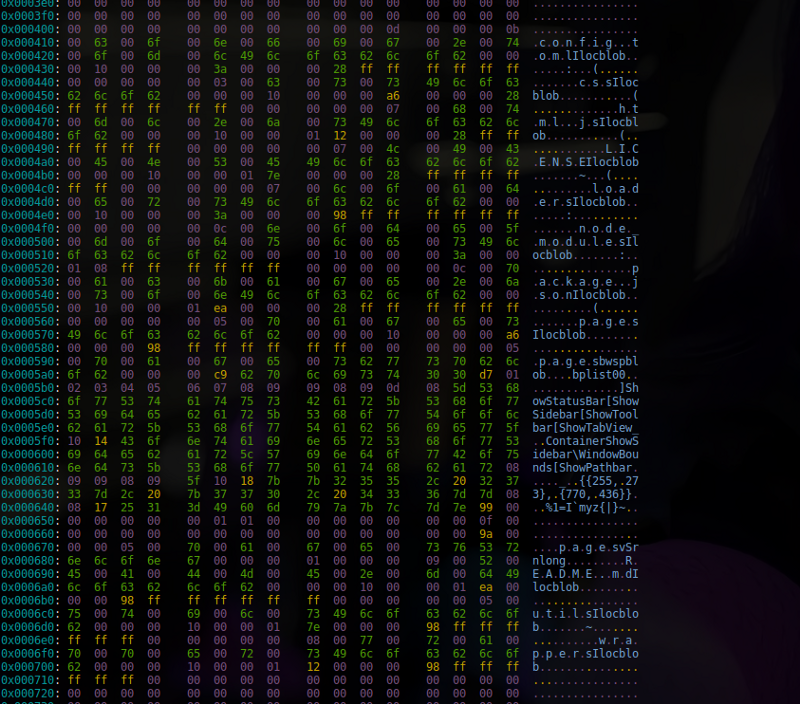 0x0003e0: 00 00 00 00 00 00 00 00 00 00 00 00 00 00 00 00 ................
0x0003f0: 00 00 00 00 00 00 00 00 00 00 00 00 00 00 00 00 ................
0x000400: 00 00 00 00 00 00 00 00 00 00 00 0d 00 00 00 0b ................
0x000410: 00 63 00 6f 00 6e 00 66 00 69 00 67 00 2e 00 74 .c.o.n.f.i.g...t
0x000420: 00 6f 00 6d 00 6c 49 6c 6f 63 62 6c 6f 62 00 00 .o.m.lIlocblob..
0x000430: 00 10 00 00 00 3a 00 00 00 28 ff ff ff ff ff ff .....:...(......
0x000440: 00 00 00 00 00 03 00 63 00 73 00 73 49 6c 6f 63 .......c.s.sIloc
0x000450: 62 6c 6f 62 00 00 00 10 00 00 00 a6 00 00 00 28 blob...........(
0x000460: ff ff ff ff ff ff 00 00 00 00 00 07 00 68 00 74 .............h.t
0x000470: 00 6d 00 6c 00 2e 00 6a 00 73 49 6c 6f 63 62 6c .m.l...j.sIlocbl
0x000480: 6f 62 00 00 00 10 00 00 01 12 00 00 00 28 ff ff ob...........(..
0x000490: ff ff ff ff 00 00 00 00 00 07 00 4c 00 49 00 43 ...........L.I.C
0x0004a0: 00 45 00 4e 00 53 00 45 49 6c 6f 63 62 6c 6f 62 .E.N.S.EIlocblob
0x0004b0: 00 00 00 10 00 00 01 7e 00 00 00 28 ff ff ff ff .......~...(....
0x0004c0: ff ff 00 00 00 00 00 07 00 6c 00 6f 00 61 00 64 .........l.o.a.d
0x0004d0: 00 65 00 72 00 73 49 6c 6f 63 62 6c 6f 62 00 00 .e.r.sIlocblob..
0x0004e0: 00 10 00 00 00 3a 00 00 00 98 ff ff ff ff ff ff .....:..........
0x0004f0: 00 00 00 00 00 0c 00 6e 00 6f 00 64 00 65 00 5f .......n.o.d.e._
0x000500: 00 6d 00 6f 00 64 00 75 00 6c 00 65 00 73 49 6c .m.o.d.u.l.e.sIl
0x000510: 6f 63 62 6c 6f 62 00 00 00 10 00 00 00 3a 00 00 ocblob.......:..
0x000520: 01 08 ff ff ff ff ff ff 00 00 00 00 00 0c 00 70 ...............p
0x000530: 00 61 00 63 00 6b 00 61 00 67 00 65 00 2e 00 6a .a.c.k.a.g.e...j
0x000540: 00 73 00 6f 00 6e 49 6c 6f 63 62 6c 6f 62 00 00 .s.o.nIlocblob..
0x000550: 00 10 00 00 01 ea 00 00 00 28 ff ff ff ff ff ff .........(......
0x000560: 00 00 00 00 00 05 00 70 00 61 00 67 00 65 00 73 .......p.a.g.e.s
0x000570: 49 6c 6f 63 62 6c 6f 62 00 00 00 10 00 00 00 a6 Ilocblob........
0x000580: 00 00 00 98 ff ff ff ff ff ff 00 00 00 00 00 05 ................
0x000590: 00 70 00 61 00 67 00 65 00 73 62 77 73 70 62 6c .p.a.g.e.sbwspbl
0x0005a0: 6f 62 00 00 00 c9 62 70 6c 69 73 74 30 30 d7 01 ob....bplist00..
0x0005b0: 02 03 04 05 06 07 08 09 08 09 09 0d 08 5d 53 68 .............]Sh
0x0005c0: 6f 77 53 74 61 74 75 73 42 61 72 5b 53 68 6f 77 owStatusBar[Show
0x0005d0: 53 69 64 65 62 61 72 5b 53 68 6f 77 54 6f 6f 6c Sidebar[ShowTool
0x0005e0: 62 61 72 5b 53 68 6f 77 54 61 62 56 69 65 77 5f bar[ShowTabView_
0x0005f0: 10 14 43 6f 6e 74 61 69 6e 65 72 53 68 6f 77 53 ..ContainerShowS
0x000600: 69 64 65 62 61 72 5c 57 69 6e 64 6f 77 42 6f 75 idebar\WindowBou
0x000610: 6e 64 73 5b 53 68 6f 77 50 61 74 68 62 61 72 08 nds[ShowPathbar.
0x000620: 09 09 08 09 5f 10 18 7b 7b 32 35 35 2c 20 32 37 ...._..{{255, 27
0x000630: 33 7d 2c 20 7b 37 37 30 2c 20 34 33 36 7d 7d 08 3}, {770, 436}}.
0x000640: 08 17 25 31 3d 49 60 6d 79 7a 7b 7c 7d 7e 99 00 ..%1=I`myz{|}~..
0x000650: 00 00 00 00 00 01 01 00 00 00 00 00 00 00 0f 00 ................
0x000660: 00 00 00 00 00 00 00 00 00 00 00 00 00 00 9a 00 ................
0x000670: 00 00 05 00 70 00 61 00 67 00 65 00 73 76 53 72 ....p.a.g.e.svSr
0x000680: 6e 6c 6f 6e 67 00 00 00 01 00 00 00 09 00 52 00 nlong.........R.
0x000690: 45 00 41 00 44 00 4d 00 45 00 2e 00 6d 00 64 49 E.A.D.M.E...m.dI
0x0006a0: 6c 6f 63 62 6c 6f 62 00 00 00 10 00 00 01 ea 00 locblob.........
0x0006b0: 00 00 98 ff ff ff ff ff ff 00 00 00 00 00 05 00 ................
0x0006c0: 75 00 74 00 69 00 6c 00 73 49 6c 6f 63 62 6c 6f u.t.i.l.sIlocblo
0x0006d0: 62 00 00 00 10 00 00 01 7e 00 00 00 98 ff ff ff b.......~.......
0x0006e0: ff ff ff 00 00 00 00 00 08 00 77 00 72 00 61 00 ..........w.r.a.
0x0006f0: 70 00 70 00 65 00 72 00 73 49 6c 6f 63 62 6c 6f p.p.e.r.sIlocblo
0x000700: 62 00 00 00 10 00 00 01 12 00 00 00 98 ff ff ff b...............
0x000710: ff ff ff 00 00 00 00 00 00 00 00 00 00 00 00 00 ................
0x000720: 00 00 00 00 00 00 00 00 00 00 00 00 00 00 00 00 ................